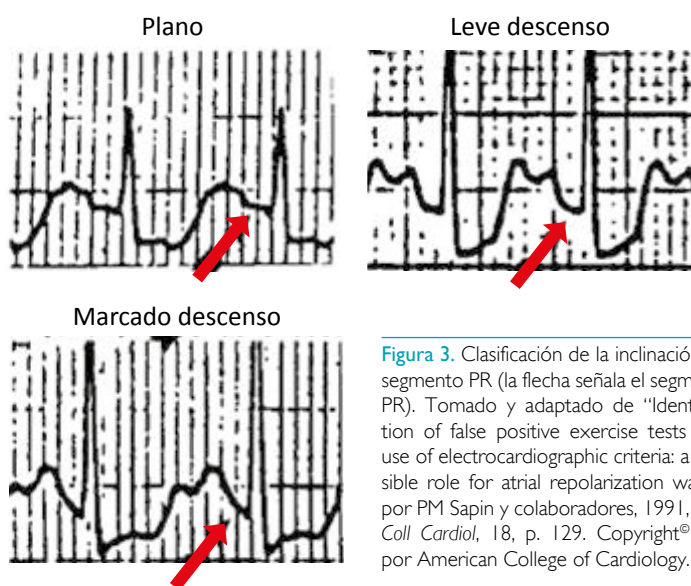 Plano
Leve descenso
Marcado descenso
Figura 3. Clasificación de la inclinació
segmento PR (la flecha señala el segm
PR). Tomado y adaptado de “Ident
tion of false positive exercise tests
use of electrocardiographic criteria: a
sible role for atrial repolarization wa
por PM Sapin y colaboradores, 1991,
Coll Cardiol, 18, p. 129. Copyright©
por American College of Cardiology.